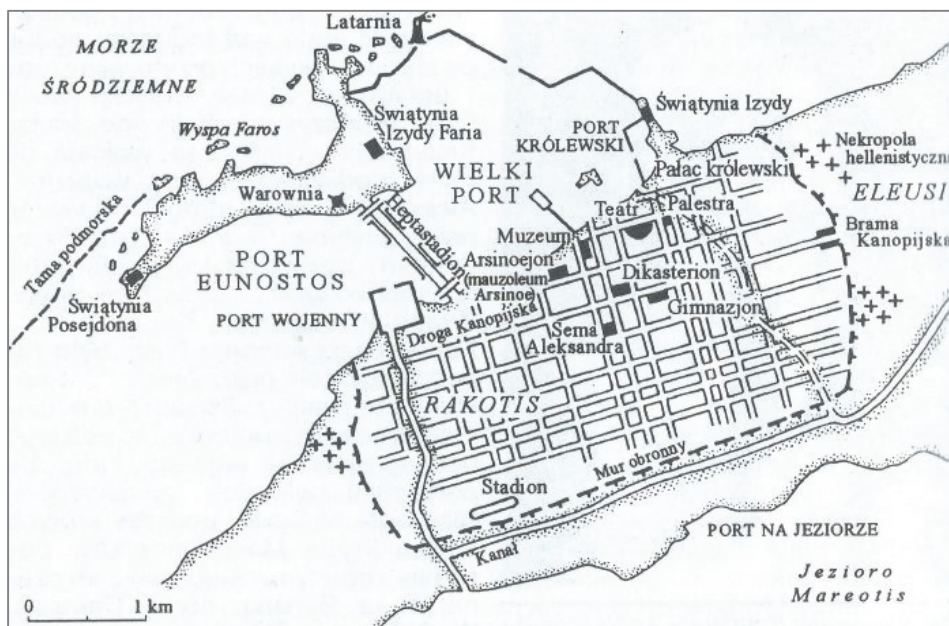 Latarnia
MORZE
ŚRÓDZIEMNE
Świątynia Izydy
PORT
KRÓLEWSKI
Nekropola
hellenistyczna
Świątynia
Izydy Faria
Wyspa Faros
WIELKI
PORT
Pałac królewski
ELEUSI
Warownia
Heptastadion
Teatr
Palestra
Brama
Kanopijska
Muzeum
Tama podmorska
PORT
EUNOSTOS
Arsinoejon
(mauzoleum
Arsinoe)
Dikasterion
Świątynia
Posejdona
PORT WOJENNY
Droga Kanopijska
Gimnazjon
Sema
Aleksandra
RAKOTIS
Mur obronny
Stadion
PORT NA JEZIORZE
Kanał
Jezioro
Mareotis
0 1 km